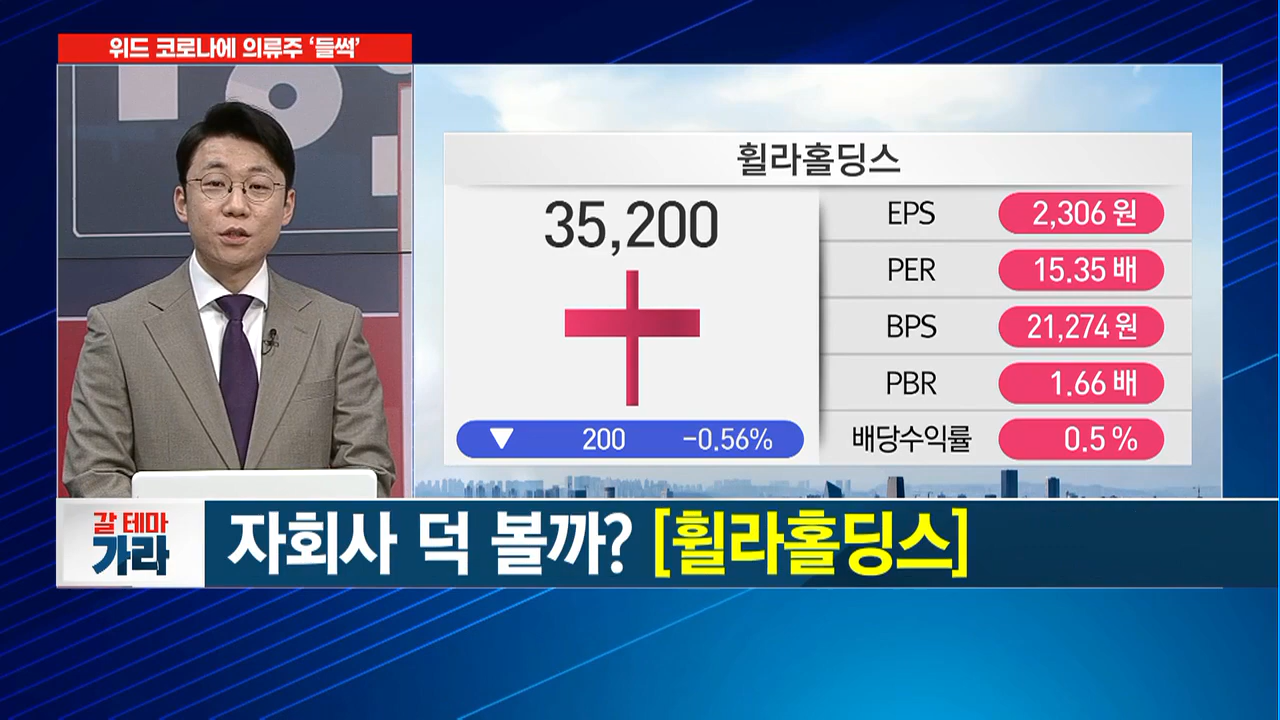 위드 코로나에 의류주 ‘들썩’
휠라홀딩스
35,200
▼ 200 -0.56%
EPS 2,306 원
PER 15.35 배
BPS 21,274 원
PBR 1.66 배
배당수익률 0.5 %
갈 테마
가라
자회사 덕 볼까? [휠라홀딩스]